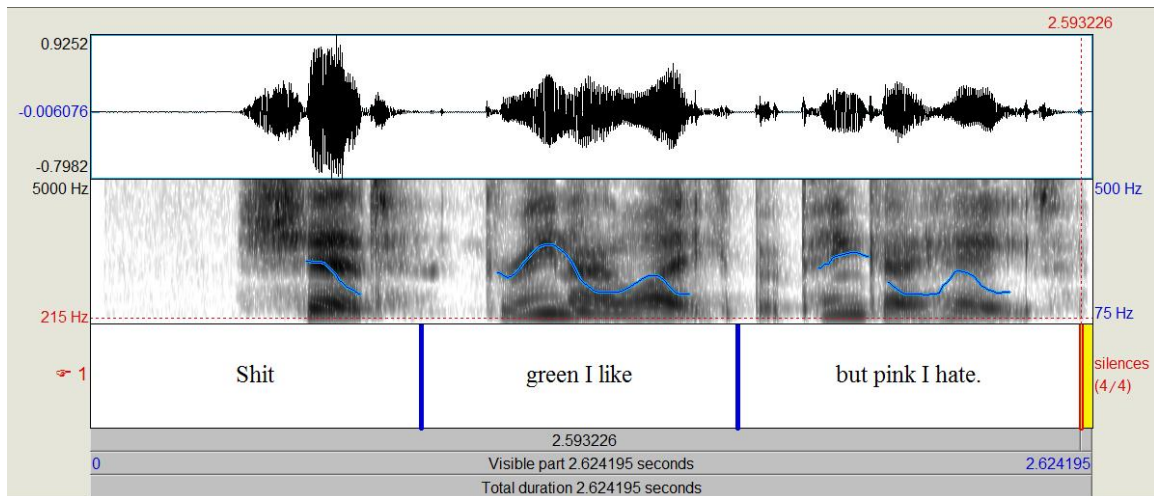 2.593226
0.9252
-0.006076
-0.7982
5000 Hz 500 Hz
215 Hz 75 Hz
☞ 1 Shit green I like but pink I hate. silences
(4/4)
2.593226
0 Visible part 2.624195 seconds 2.624195
Total duration 2.624195 seconds